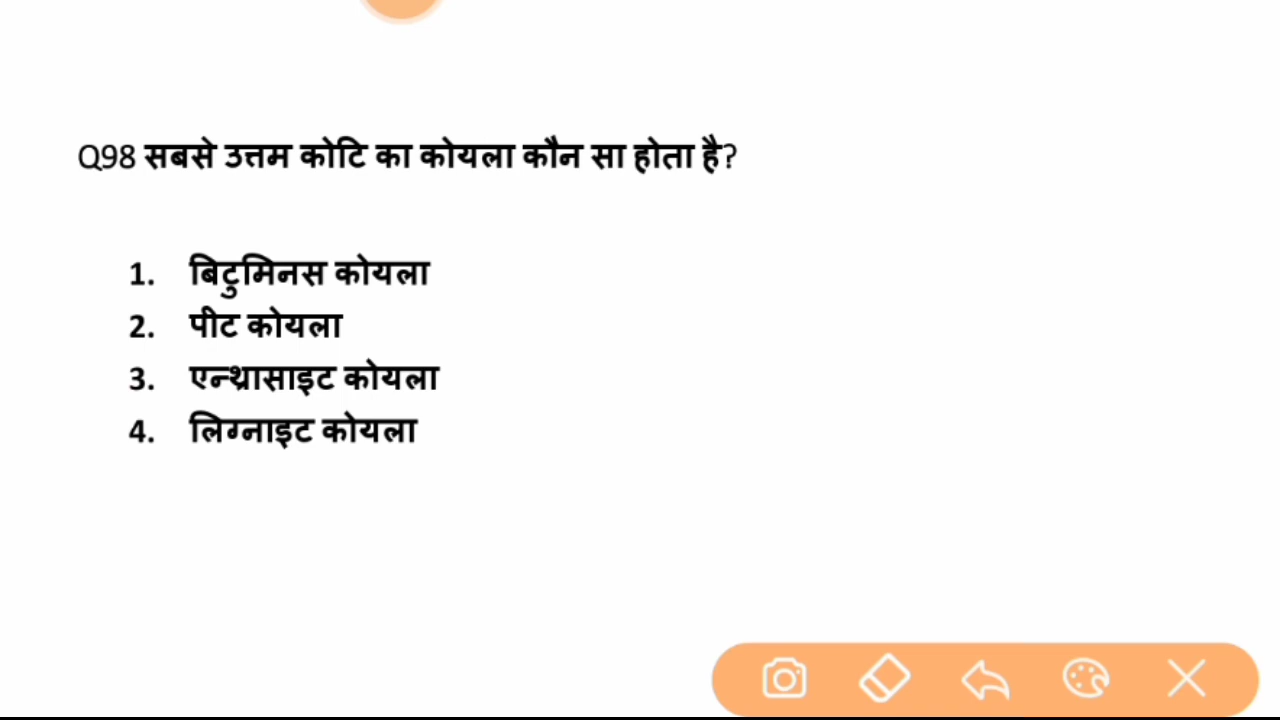 Q98 सबसे उत्तम कोटि का कोयला कौन सा होता है?
1. बिटुमिनस कोयला
2. पीट कोयला
3. एन्थ्रासाइट कोयला
4. लिग्नाइट कोयला